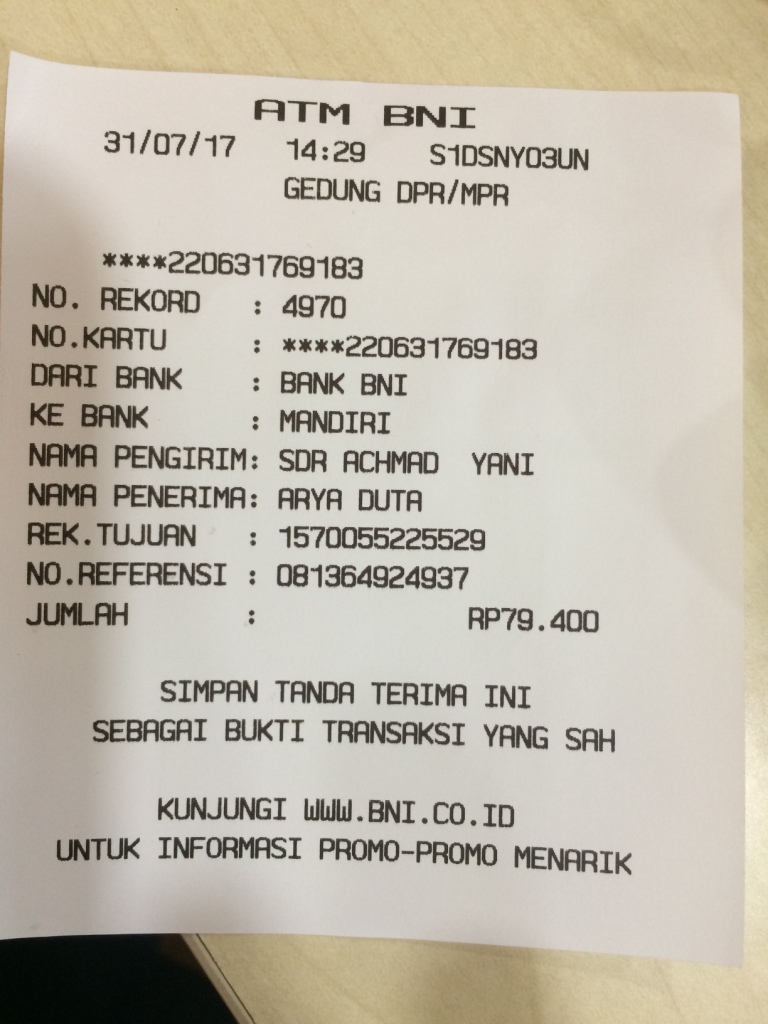 ATM BNI
31/07/17 14:29 S1DSNY03UN
GEDUNG DPR/MPR
****220631769183
NO. REKORD : 4970
NO.KARTU : ****220631769183
DARI BANK : BANK BNI
KE BANK : MANDIRI
NAMA PENGIRIM: SDR ACHMAD YANI
NAMA PENERIMA: ARYA DUTA
REK.TUJUAN : 1570055225529
NO.REFERENSI : 081364924937
JUMLAH : RP79.400
SIMPAN TANDA TERIMA INI
SEBAGAI BUKTI TRANSAKSI YANG SAH
KUNJUNGI WWW.BNI.CO.ID
UNTUK INFORMASI PROMO-PROMO MENARIK